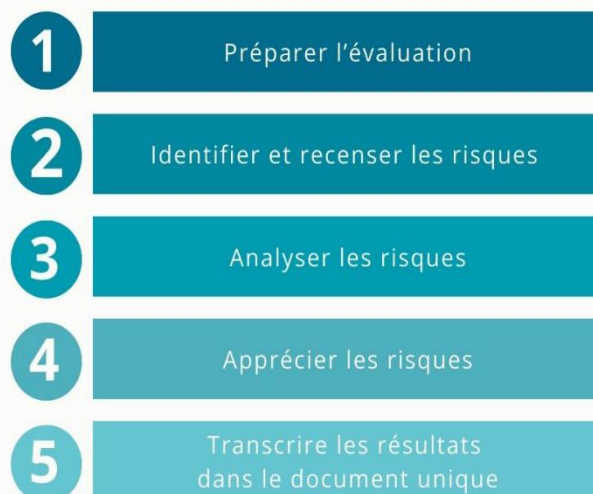 1 Préparer l’évaluation
2 Identifier et recenser les risques
3 Analyser les risques
4 Apprécier les risques
5 Transcrire les résultats
dans le document unique